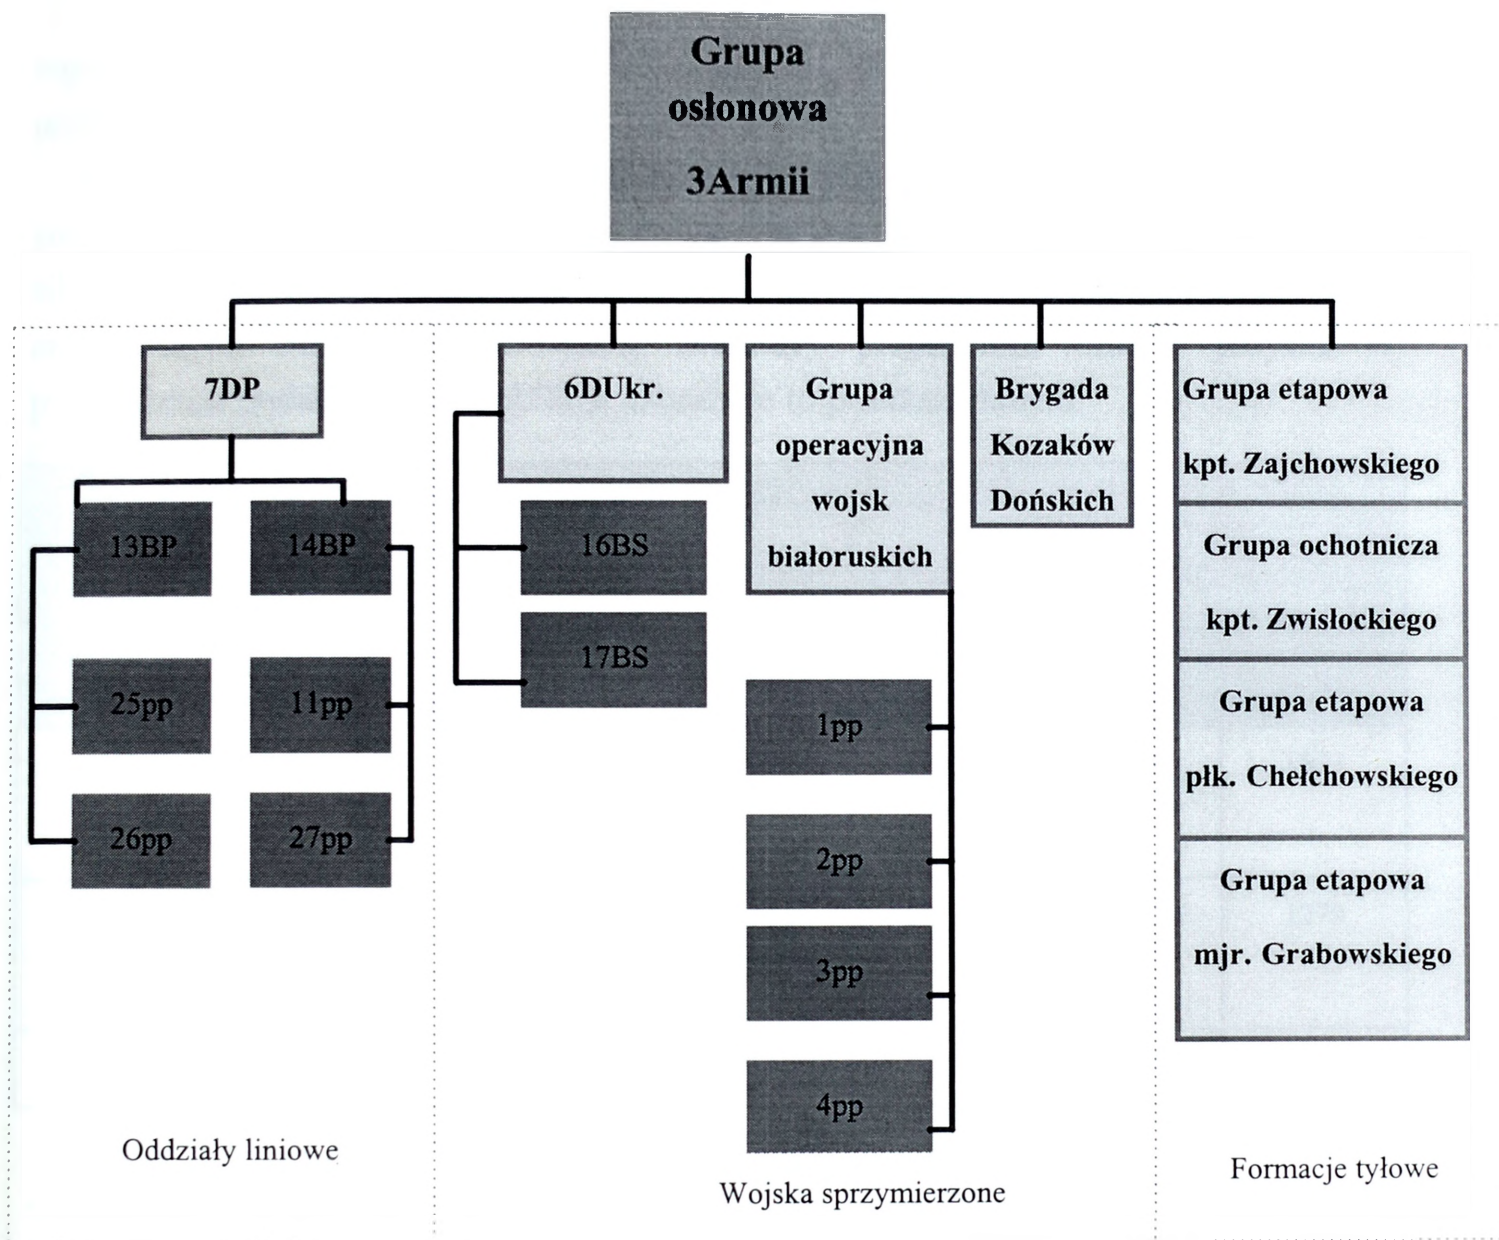 Grupa
osłonowa
3Armii
7DP
13BP
14BP
25pp
11pp
26pp
27pp
Oddziały liniowe
6DUkr.
16BS
17BS
Grupa
operacyjna
wojsk
białoruskich
1pp
2pp
3pp
4pp
Brygada
Kozaków
Dońskich
Wojska sprzymierzone
Grupa etapowa
kpt. Zajchowskiego
Grupa ochotnicza
kpt. Zwisłockiego
Grupa etapowa
płk. Chełchowskiego
Grupa etapowa
mjr. Grabowskiego
Formacje tyłowe